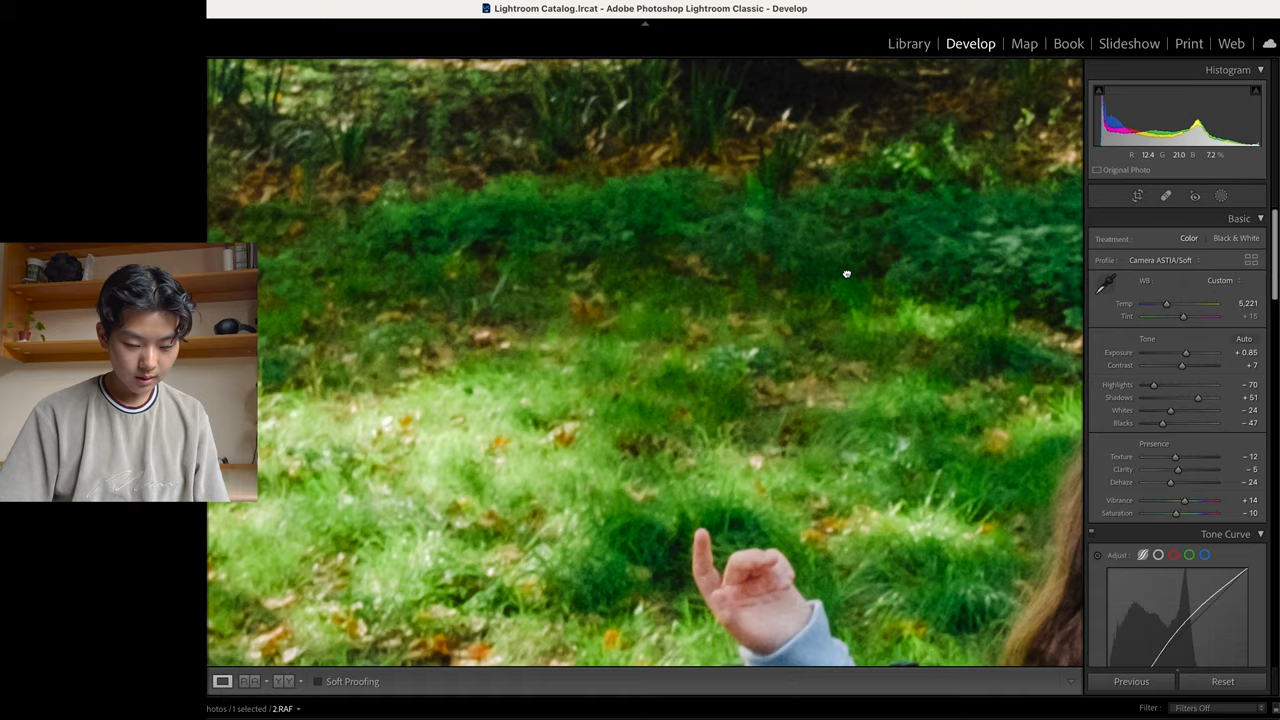 Lightroom Catalog.lrcat - Adobe Photoshop Lightroom Classic - Develop
Library | Develop | Map | Book | Slideshow | Print | Web
Histogram
R 12.4 G 21.0 B 7.2 %
Original Photo
Basic
Treatment : Color Black & White
Profile : Camera ASTIA/Soft
WB : Custom
Temp 5,221
Tint + 15
Tone Auto
Exposure + 0.85
Contrast + 7
Highlights - 70
Shadows + 51
Whites - 24
Blacks - 47
Presence
Texture - 12
Clarity - 5
Dehaze - 24
Vibrance + 14
Saturation - 10
Tone Curve
Adjust :
Soft Proofing
Previous Reset
hotos / 1 selected / 2.RAF
Filter : Filters Off